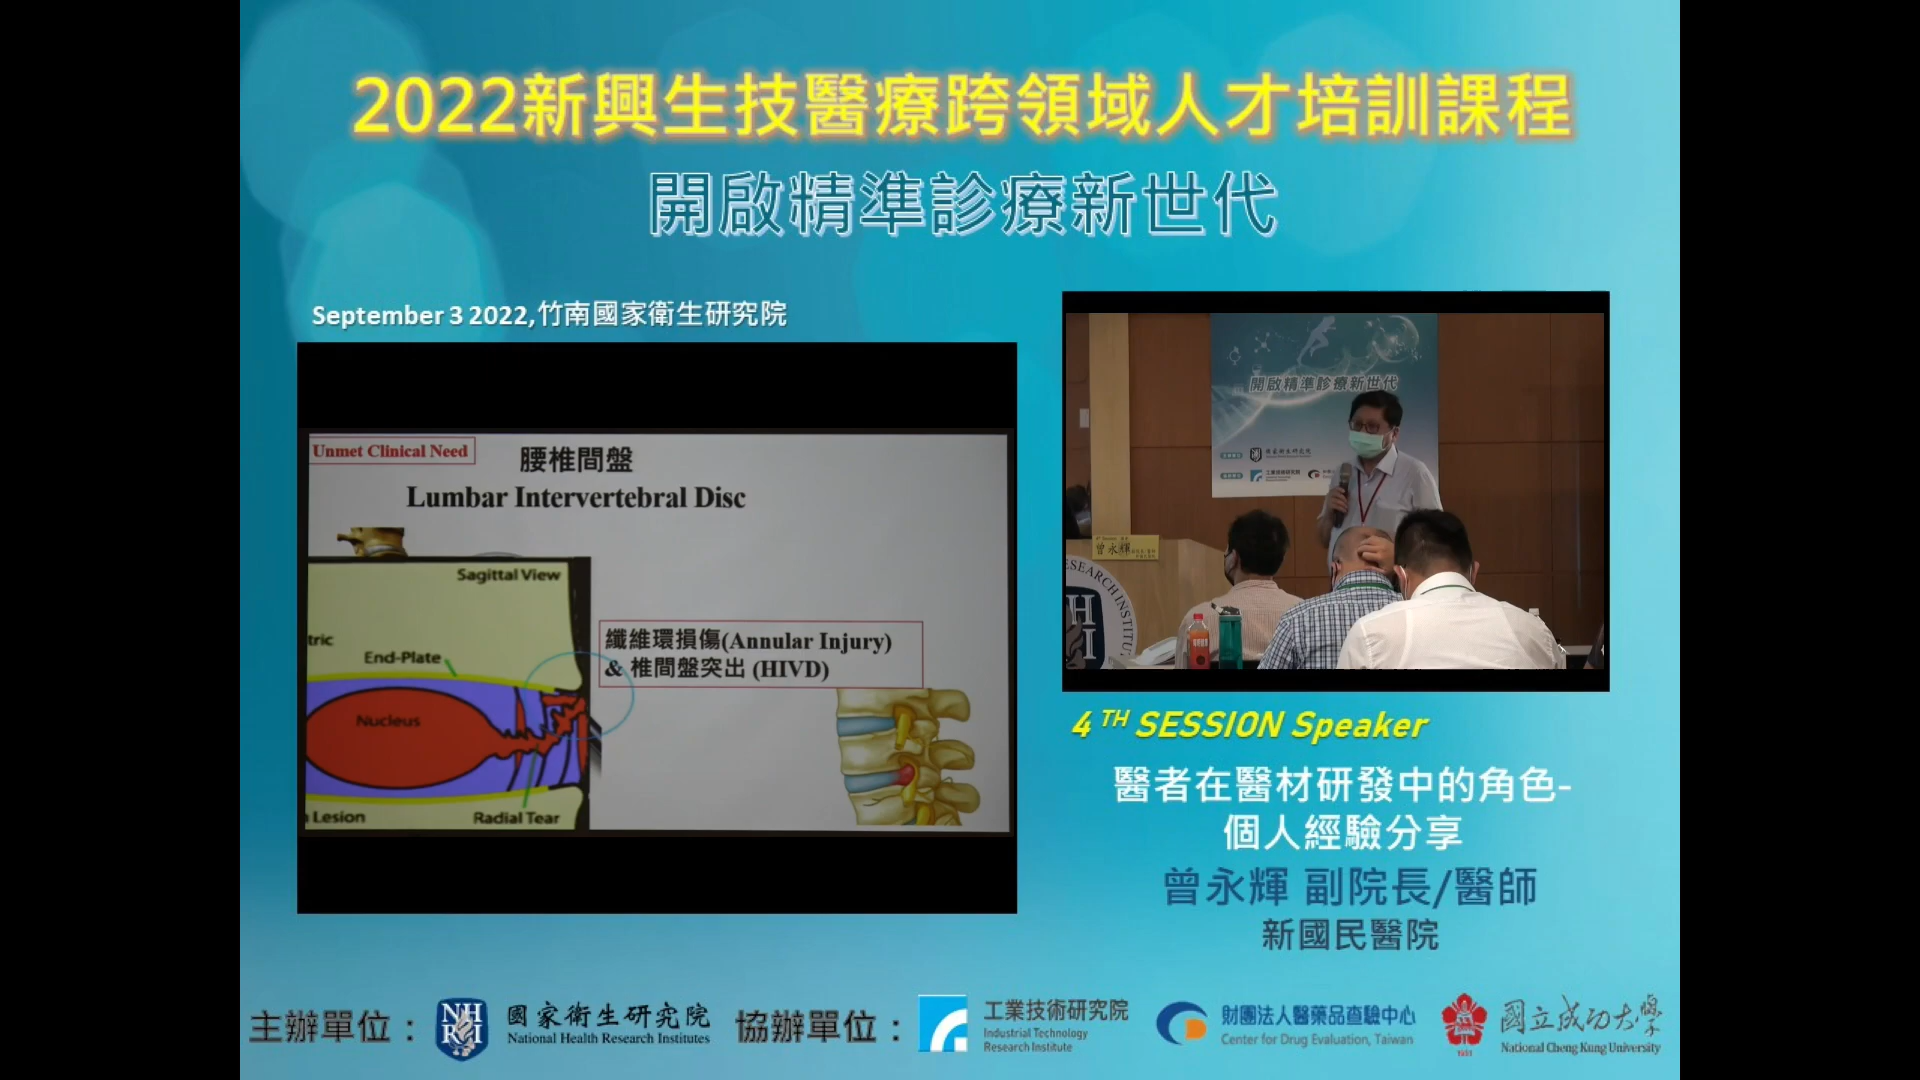 2022新興生技醫療跨領域人才培訓課程
開啟精準診療新世代
September 3 2022,竹南國家衛生研究院
Unmet Clinical Need
腰椎間盤
Lumbar Intervertebral Disc
Sagittal View
tric
End-Plate
纖維環損傷(Annular Injury)
& 椎間盤突出 (HIVD)
Nucleus
Lesion
Radial Tear
開啟精準診療新世代
曾永輝
ESEARCH INSTITUT
4TH SESSION Speaker
醫者在醫材研發中的角色-
個人經驗分享
曾永輝 副院長/醫師
新國民醫院
主辦單位：
NHRI
國家衛生研究院
National Health Research Institutes
協辦單位：
工業技術研究院
Industrial Technology
Research Institute
財團法人醫藥品查驗中心
Center for Drug Evaluation, Taiwan
1931
國立成功大學
National Cheng Kung University